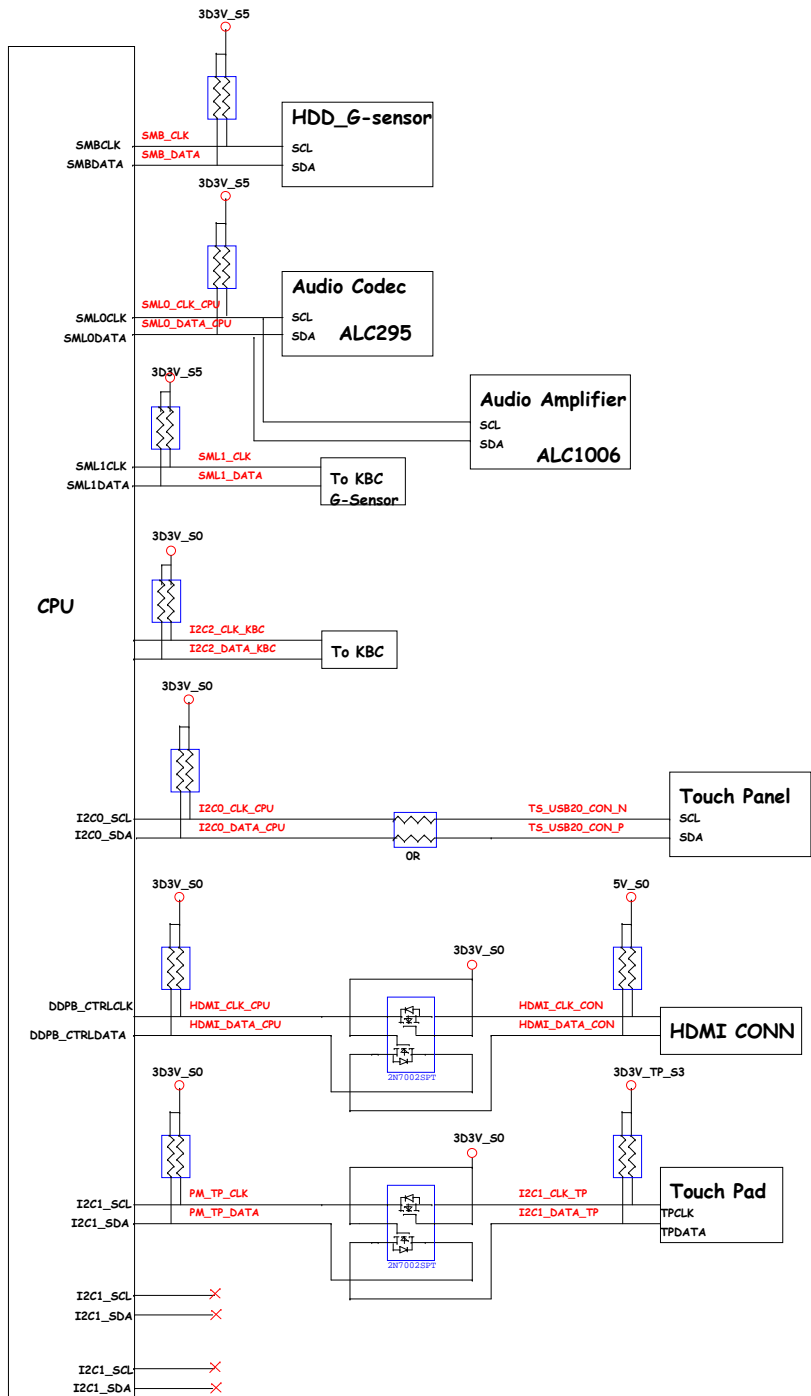 3D3V_S5
HDD_G-sensor
SMB_CLK
SMBCLK
SCL
SMB_DATA
SMBDATA
SDA
3D3V_S5
Audio Codec
SML0_CLK_CPU
SML0CLK
SCL
SML0_DATA_CPU
SML0DATA
SDA
ALC295
3D3V_S5
Audio Amplifier
SCL
SDA
ALC1006
SML1_CLK
SML1CLK
SML1_DATA
SML1DATA
To KBC
G-Sensor
3D3V_S0
CPU
I2C2_CLK_KBC
I2C2_DATA_KBC
To KBC
3D3V_S0
Touch Panel
I2C0_CLK_CPU
TS_USB20_CON_N
I2C0_SCL
SCL
I2C0_DATA_CPU
TS_USB20_CON_P
I2C0_SDA
SDA
0R
3D3V_S0
5V_S0
3D3V_S0
DDPB_CTRLCLK
HDMI_CLK_CPU
HDMI_CLK_CON
DDPB_CTRLDATA
HDMI_DATA_CPU
HDMI_DATA_CON
HDMI CONN
2N7002SPT
3D3V_S0
3D3V_TP_S3
3D3V_S0
Touch Pad
PM_TP_CLK
I2C1_CLK_TP
I2C1_SCL
TPCLK
PM_TP_DATA
I2C1_DATA_TP
I2C1_SDA
TPDATA
2N7002SPT
I2C1_SCL
I2C1_SDA
I2C1_SCL
I2C1_SDA